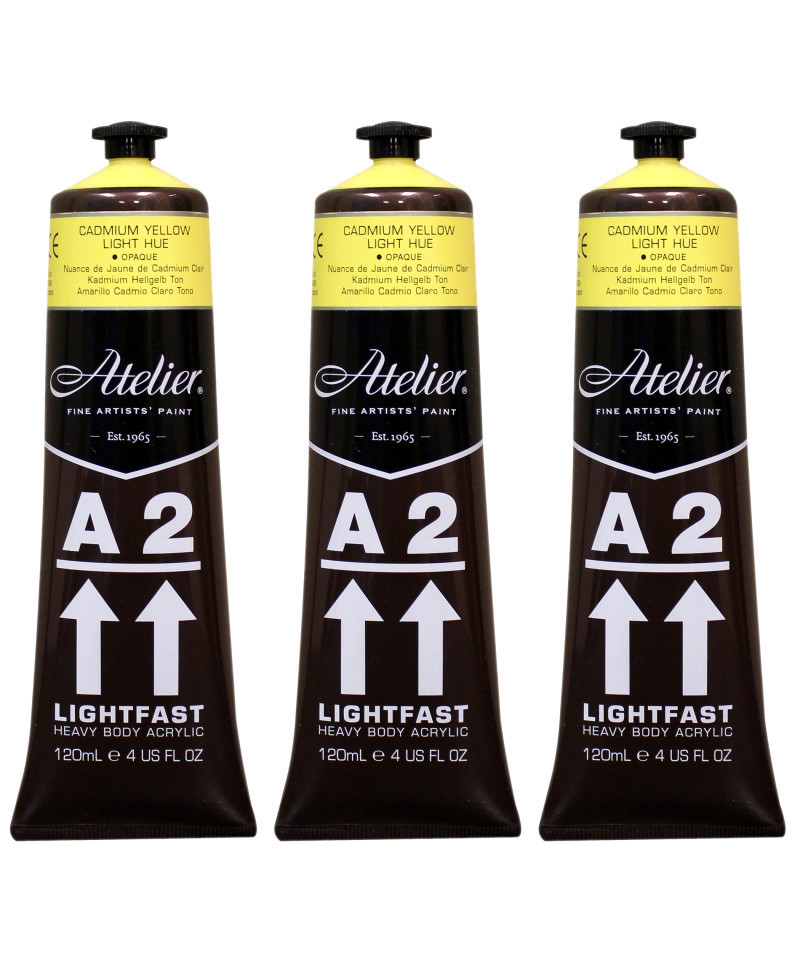 CADMIUM YELLOW
LIGHT HUE
• OPAQUE
Nuance de Jaune de Cadmium Clair
Kadmium Hellgelb Ton
Amarillo Cadmio Claro Tono
CE
Atelier®
FINE ARTISTS' PAINT
— Est. 1965 —
A 2
LIGHTFAST
HEAVY BODY ACRYLIC
120mL ℮ 4 US FL OZ
CADMIUM YELLOW
LIGHT HUE
• OPAQUE
Nuance de Jaune de Cadmium Clair
Kadmium Hellgelb Ton
Amarillo Cadmio Claro Tono
CE
Atelier®
FINE ARTISTS' PAINT
— Est. 1965 —
A 2
LIGHTFAST
HEAVY BODY ACRYLIC
120mL ℮ 4 US FL OZ
CADMIUM YELLOW
LIGHT HUE
• OPAQUE
Nuance de Jaune de Cadmium Clair
Kadmium Hellgelb Ton
Amarillo Cadmio Claro Tono
CE
Atelier®
FINE ARTISTS' PAINT
— Est. 1965 —
A 2
LIGHTFAST
HEAVY BODY ACRYLIC
120mL ℮ 4 US FL OZ